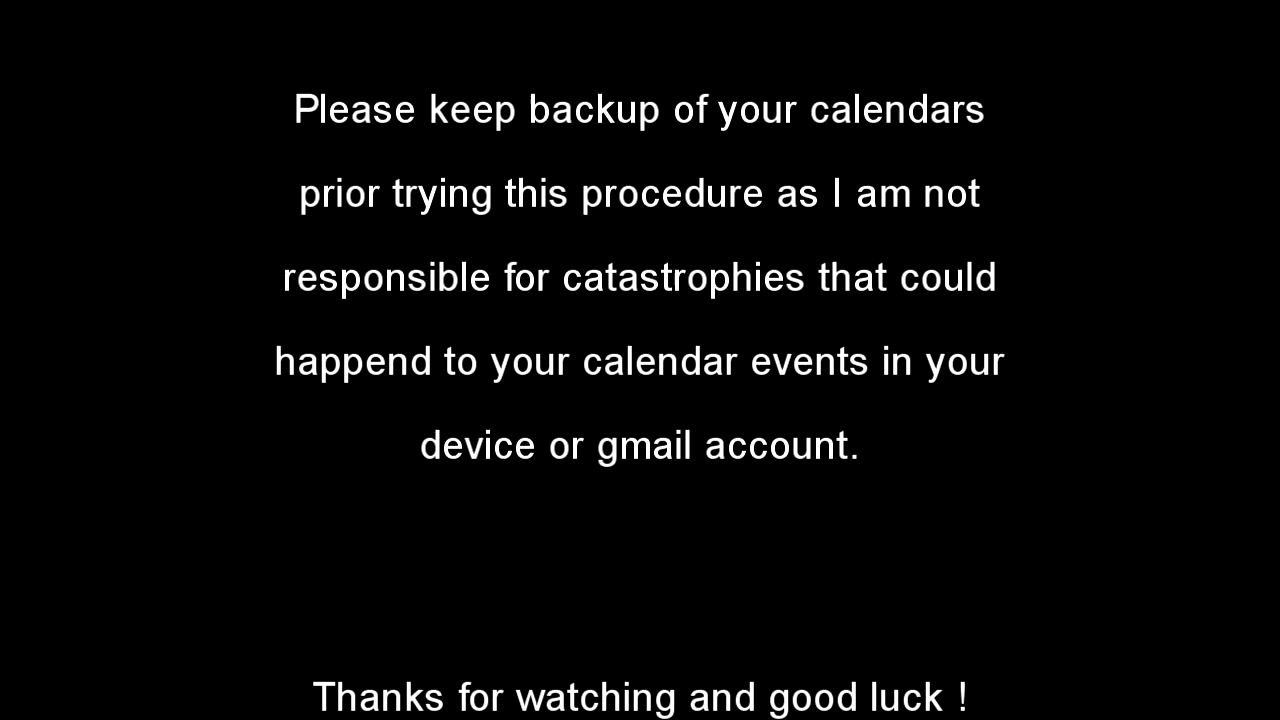 Please keep backup of your calendars
prior trying this procedure as I am not
responsible for catastrophies that could
happend to your calendar events in your
device or gmail account.
Thanks for watching and good luck !